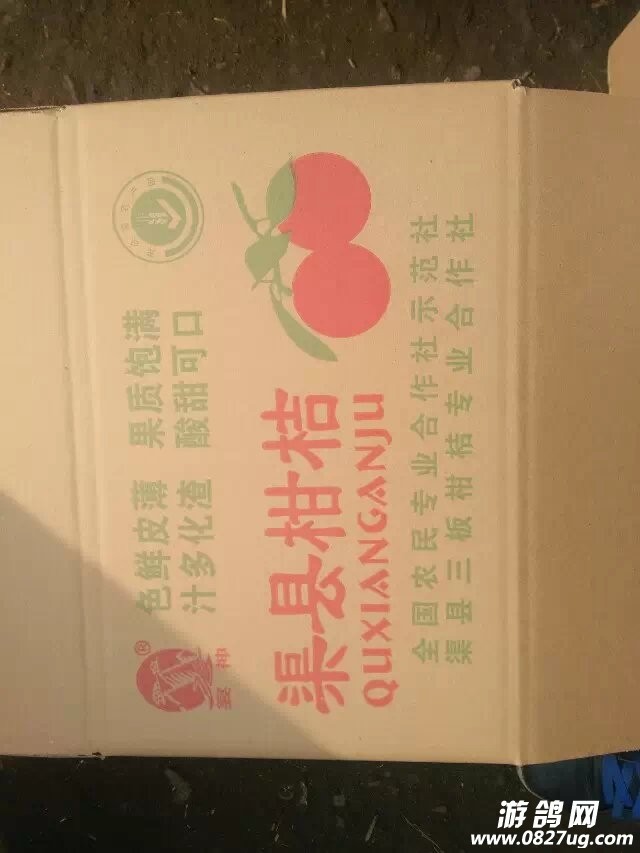 賨神®
色鲜皮薄 果质饱满
汁多化渣 酸甜可口
渠县柑桔
QUXIANGANJU
全国农民专业合作社示范社
渠县三板柑桔专业合作社
游鸽网
www.0827ug.com